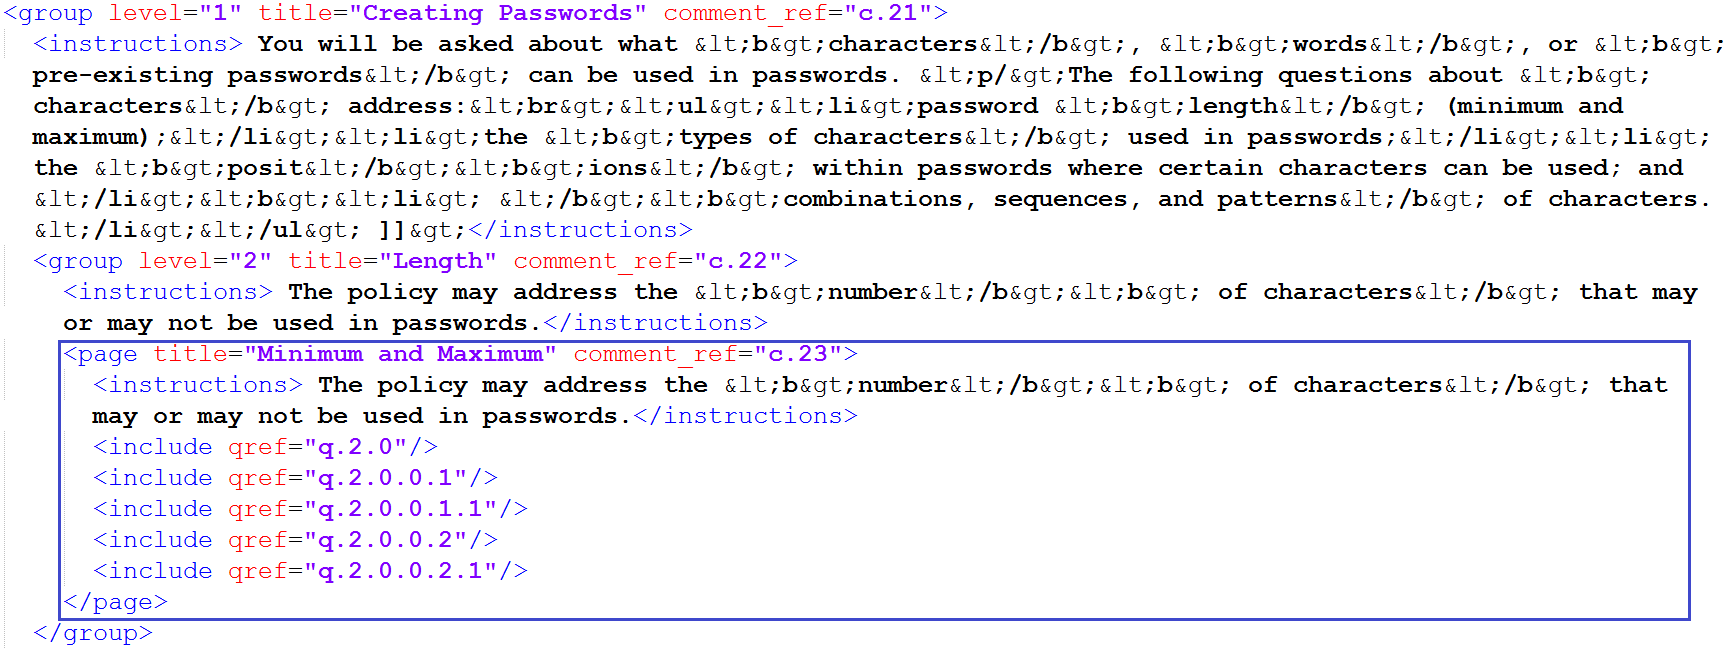 <group level="1" title="Creating Passwords" comment_ref="c.21">
<instructions> You will be asked about what &lt;b&gt;characters&lt;/b&gt;, &lt;b&gt;words&lt;/b&gt;, or &lt;b&gt;
pre-existing passwords&lt;/b&gt; can be used in passwords. &lt;p/&gt;The following questions about &lt;b&gt;
characters&lt;/b&gt; address:&lt;br&gt;&lt;ul&gt;&lt;li&gt;password &lt;b&gt;length&lt;/b&gt; (minimum and
maximum);&lt;/li&gt;&lt;li&gt;the &lt;b&gt;types of characters&lt;/b&gt; used in passwords;&lt;/li&gt;&lt;li&gt;
the &lt;b&gt;posit&lt;/b&gt;&lt;b&gt;ions&lt;/b&gt; within passwords where certain characters can be used; and
&lt;/li&gt;&lt;b&gt;&lt;li&gt; &lt;/b&gt;&lt;b&gt;combinations, sequences, and patterns&lt;/b&gt; of characters.
&lt;/li&gt;&lt;/ul&gt; ]]&gt;</instructions>
<group level="2" title="Length" comment_ref="c.22">
<instructions> The policy may address the &lt;b&gt;number&lt;/b&gt;&lt;b&gt; of characters&lt;/b&gt; that may
or may not be used in passwords.</instructions>
<page title="Minimum and Maximum" comment_ref="c.23">
<instructions> The policy may address the &lt;b&gt;number&lt;/b&gt;&lt;b&gt; of characters&lt;/b&gt; that
may or may not be used in passwords.</instructions>
<include qref="q.2.0"/>
<include qref="q.2.0.0.1"/>
<include qref="q.2.0.0.1.1"/>
<include qref="q.2.0.0.2"/>
<include qref="q.2.0.0.2.1"/>
</page>
</group>